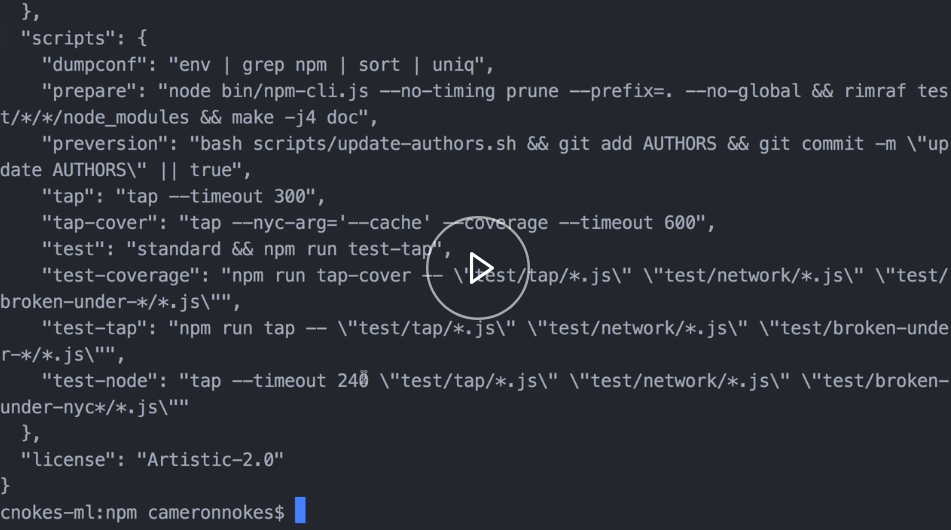 },
  "scripts": {
    "dumpconf": "env | grep npm | sort | uniq",
    "prepare": "node bin/npm-cli.js --no-timing prune --prefix=. --no-global && rimraf tes
t/*/*/node_modules && make -j4 doc",
    "preversion": "bash scripts/update-authors.sh && git add AUTHORS && git commit -m \"up
date AUTHORS\" || true",
    "tap": "tap --timeout 300",
    "tap-cover": "tap --nyc-arg='--cache' --coverage --timeout 600",
    "test": "standard && npm run test-tap",
    "test-coverage": "npm run tap-cover -- \"test/tap/*.js\" \"test/network/*.js\" \"test/
broken-under-*/*.js\"",
    "test-tap": "npm run tap -- \"test/tap/*.js\" \"test/network/*.js\" \"test/broken-unde
r-*/*.js\"",
    "test-node": "tap --timeout 240 \"test/tap/*.js\" \"test/network/*.js\" \"test/broken-
under-nyc*/*.js\""
  },
  "license": "Artistic-2.0"
}
cnokes-ml:npm cameronnokes$